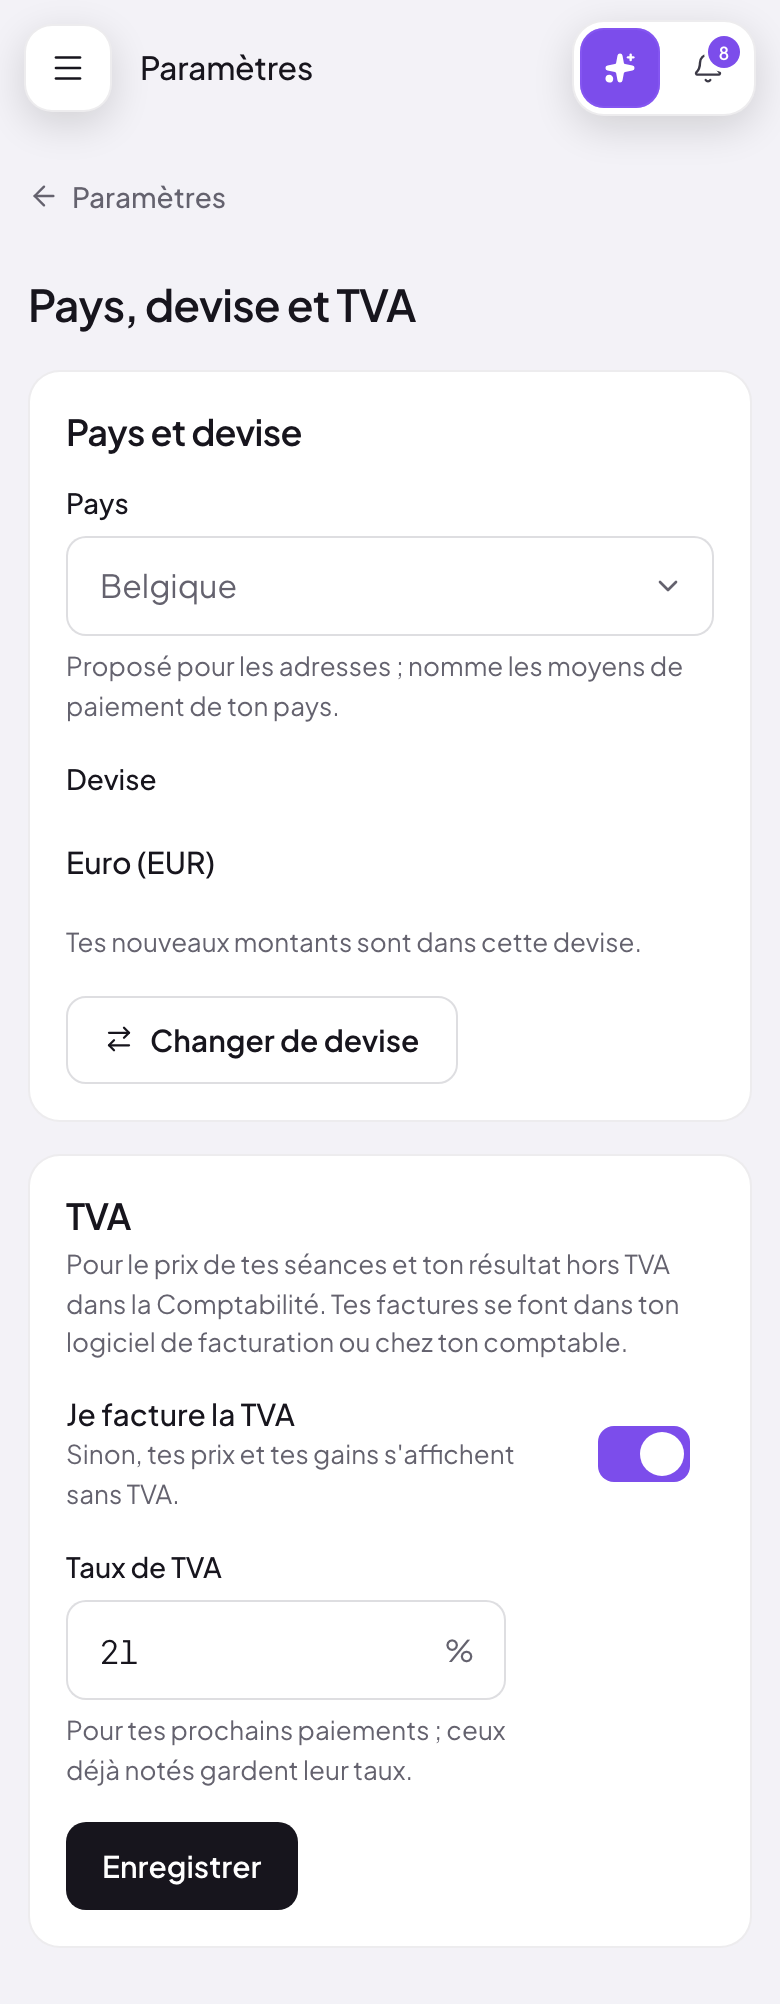 Paramètres
8
Paramètres
Pays, devise et TVA
Pays et devise
Pays
Belgique
Proposé pour les adresses ; nomme les moyens de
paiement de ton pays.
Devise
Euro (EUR)
Tes nouveaux montants sont dans cette devise.
Changer de devise
TVA
Pour le prix de tes séances et ton résultat hors TVA
dans la Comptabilité. Tes factures se font dans ton
logiciel de facturation ou chez ton comptable.
Je facture la TVA
Sinon, tes prix et tes gains s'affichent
sans TVA.
Taux de TVA
21 %
Pour tes prochains paiements ; ceux
déjà notés gardent leur taux.
Enregistrer